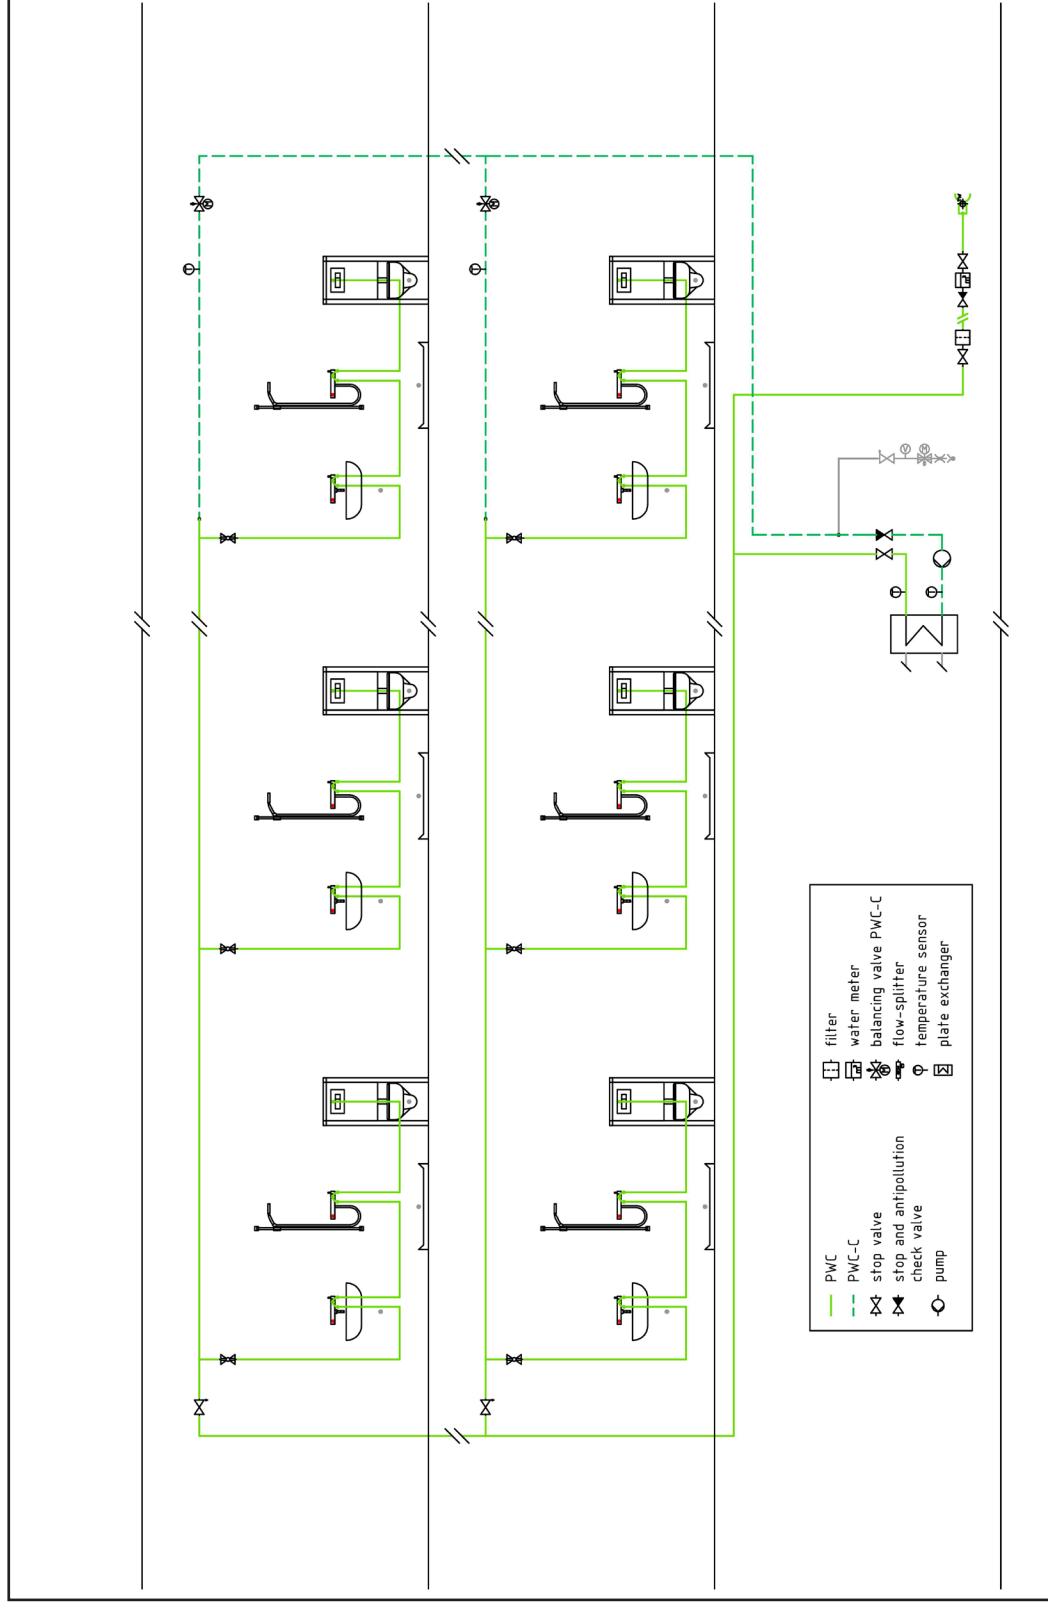 PWC
PWC-C
stop valve
stop and antipollution
check valve
pump
filter
water meter
balancing valve PWC-C
flow-splitter
temperature sensor
plate exchanger
V
M